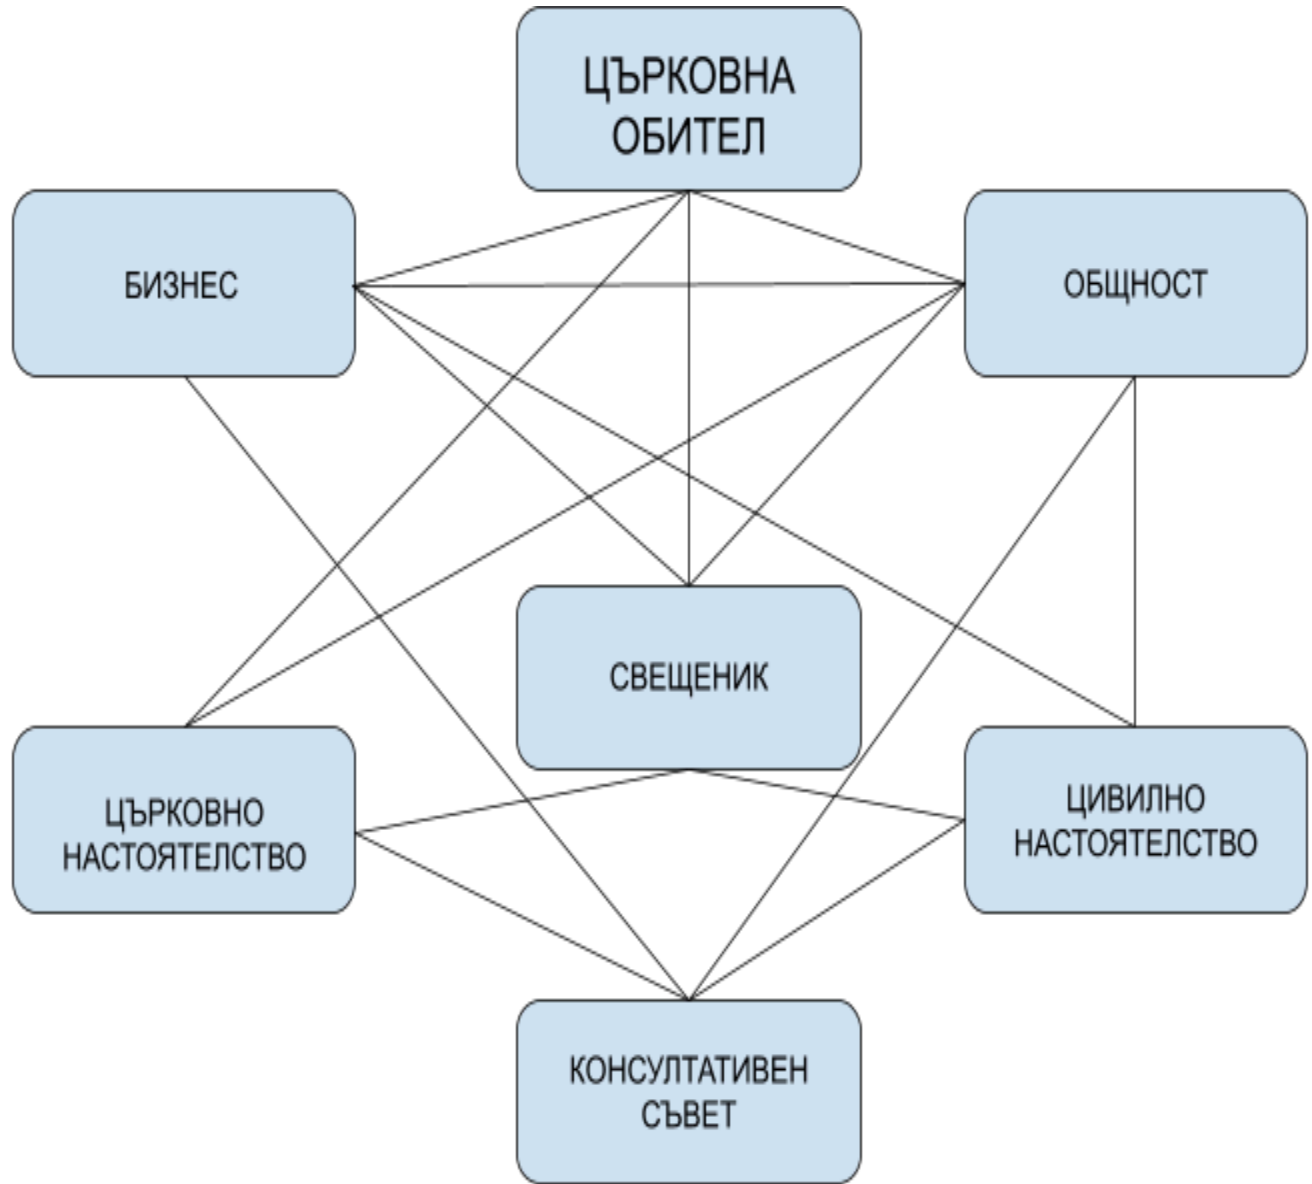 ЦЪРКОВНА
ОБИТЕЛ
БИЗНЕС
ОБЩНОСТ
СВЕЩЕНИК
ЦЪРКОВНО
НАСТОЯТЕЛСТВО
ЦИВИЛНО
НАСТОЯТЕЛСТВО
КОНСУЛТАТИВЕН
СЪВЕТ